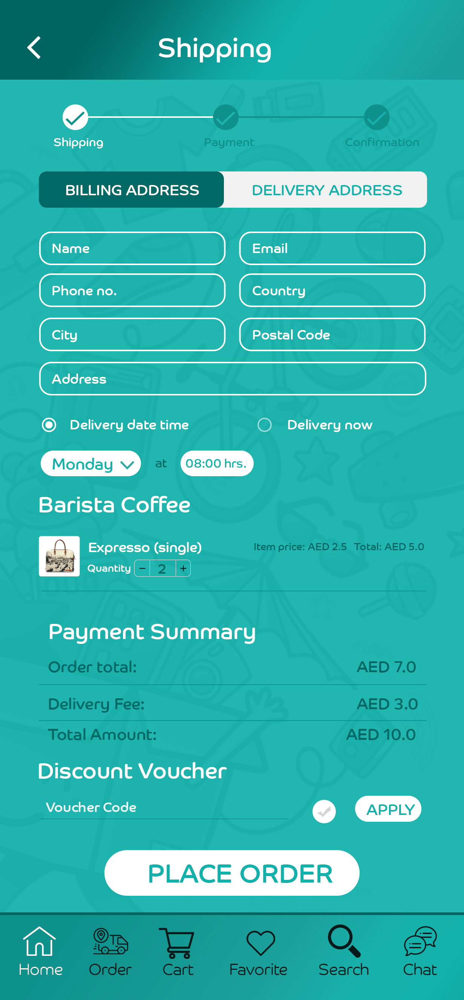 Shipping
Shipping Payment Confirmation
BILLING ADDRESS DELIVERY ADDRESS
Name Email
Phone no. Country
City Postal Code
Address
Delivery date time Delivery now
Monday at 08:00 hrs.
Barista Coffee
Expresso (single) Item price: AED 2.5 Total: AED 5.0
Quantity − 2 +
Payment Summary
Order total: AED 7.0
Delivery Fee: AED 3.0
Total Amount: AED 10.0
Discount Voucher
Voucher Code APPLY
PLACE ORDER
Home Order Cart Favorite Search Chat